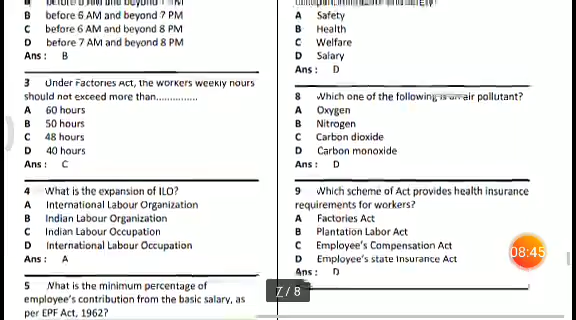 B before 6 AM and beyond 7 PM
C before 6 AM and beyond 8 PM
D before 7 AM and beyond 8 PM
Ans : B
3 Under Factories Act, the workers weekly hours
should not exceed more than...............
A 60 hours
B 50 hours
C 48 hours
D 40 hours
Ans : C
4 What is the expansion of ILO?
A International Labour Organization
B Indian Labour Organization
C Indian Labour Occupation
D International Labour Occupation
Ans : A
5 What is the minimum percentage of
employee's contribution from the basic salary, as
per EPF Act, 1962?
A Safety
B Health
C Welfare
D Salary
Ans : D
8 Which one of the following is an air pollutant?
A Oxygen
B Nitrogen
C Carbon dioxide
D Carbon monoxide
Ans : D
9 Which scheme of Act provides health insurance
requirements for workers?
A Factories Act
B Plantation Labor Act
C Employee's Compensation Act
D Employee's state Insurance Act
Ans : D
08:45
7 / 8